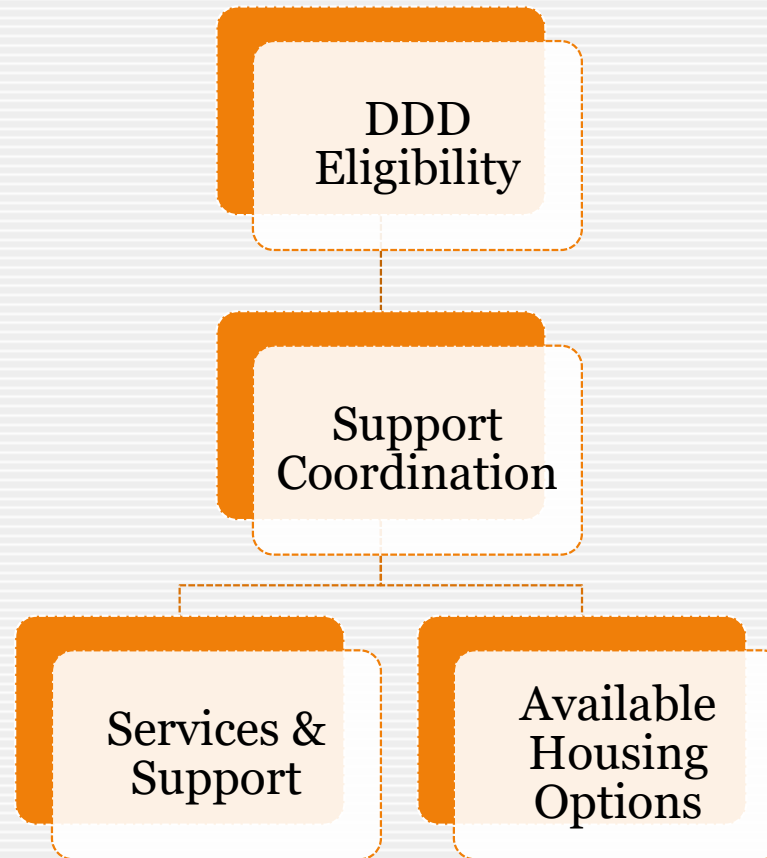 DDD
Eligibility
Support
Coordination
Services &
Support
Available
Housing
Options